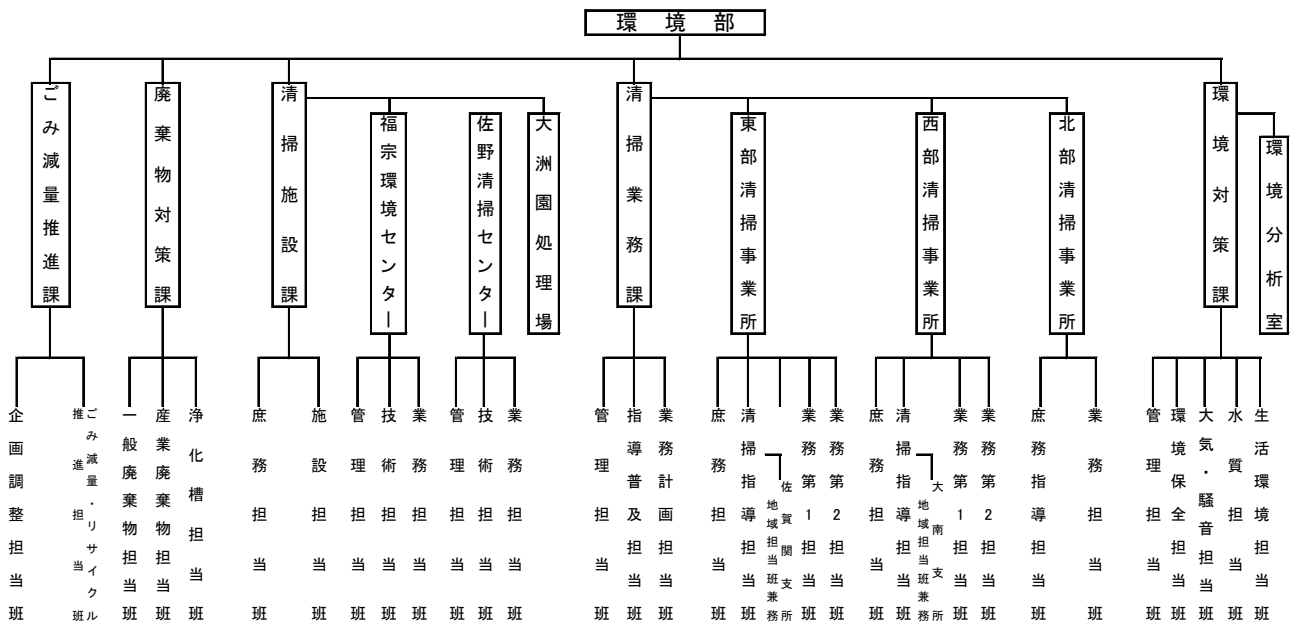 環境部
ごみ減量推進課
廃棄物対策課
清掃施設課
福宗環境センター
佐野清掃センター
大洲園処理場
清掃業務課
東部清掃事業所
西部清掃事業所
北部清掃事業所
環境対策課
環境分析室
企画調整担当班
ごみ減量・リサイクル
推進担当班
一般廃棄物担当班
産業廃棄物担当班
浄化槽担当班
庶務担当班
施設担当班
管理担当班
技術担当班
業務担当班
管理担当班
技術担当班
業務担当班
管理担当班
指導普及担当班
業務計画担当班
庶務担当班
清掃指導担当班
佐賀関支所
地域担当班兼務
業務第1担当班
業務第2担当班
庶務担当班
清掃指導担当班
大南支所
地域担当班兼務
業務第1担当班
業務第2担当班
庶務指導担当班
業務担当班
管理担当班
環境保全担当班
大気・騒音担当班
水質担当班
生活環境担当班